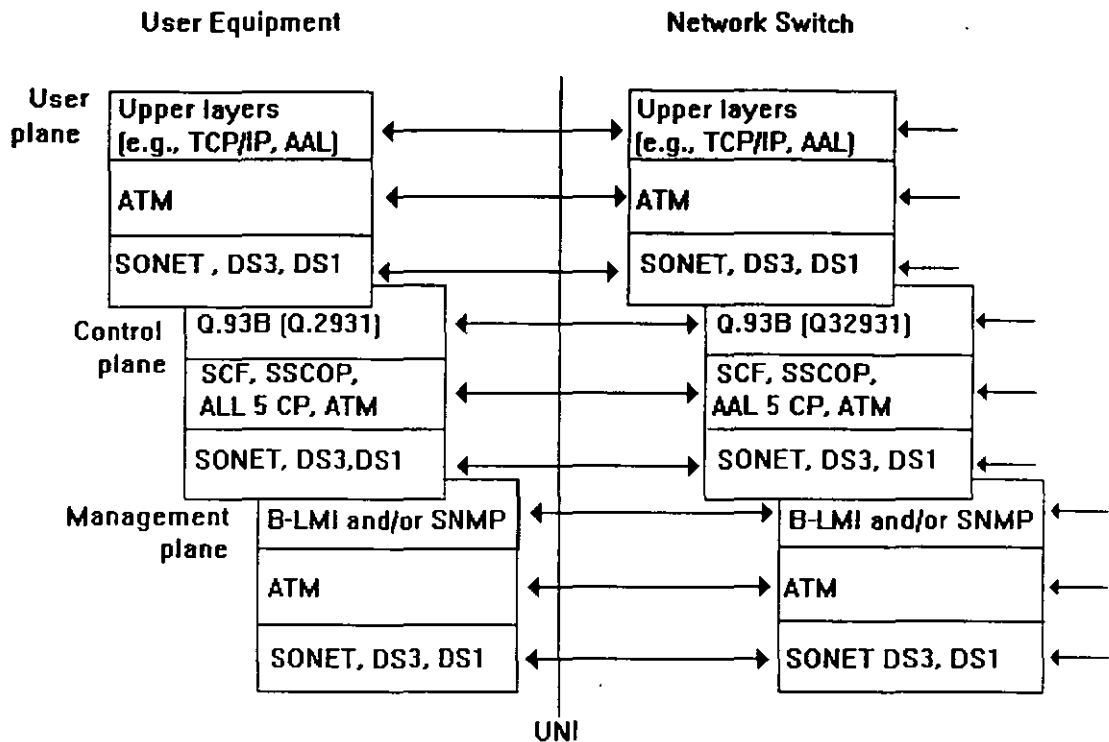 User Equipment
Network Switch
User
plane
Upper layers
(e.g., TCP/IP, AAL)
ATM
SONET , DS3, DS1
Upper layers
(e.g., TCP/IP, AAL)
ATM
SONET, DS3, DS1
Control
plane
Q.93B (Q.2931)
SCF, SSCOP,
ALL 5 CP, ATM
SONET, DS3,DS1
Q.93B (Q32931)
SCF, SSCOP,
AAL 5 CP, ATM
SONET, DS3, DS1
Management
plane
B-LMI and/or SNMP
ATM
SONET, DS3, DS1
B-LMI and/or SNMP
ATM
SONET DS3, DS1
UNI